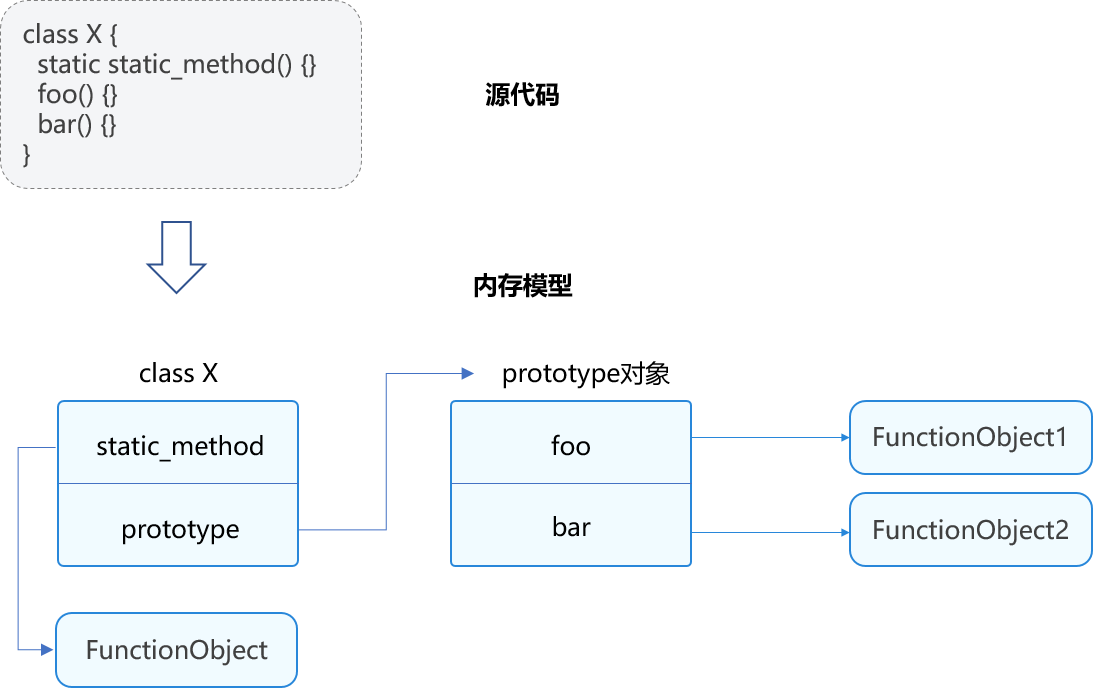 class X {
  static static_method() {}
  foo() {}
  bar() {}
}
源代码
内存模型
class X
prototype对象
static_method
prototype
foo
bar
FunctionObject1
FunctionObject2
FunctionObject